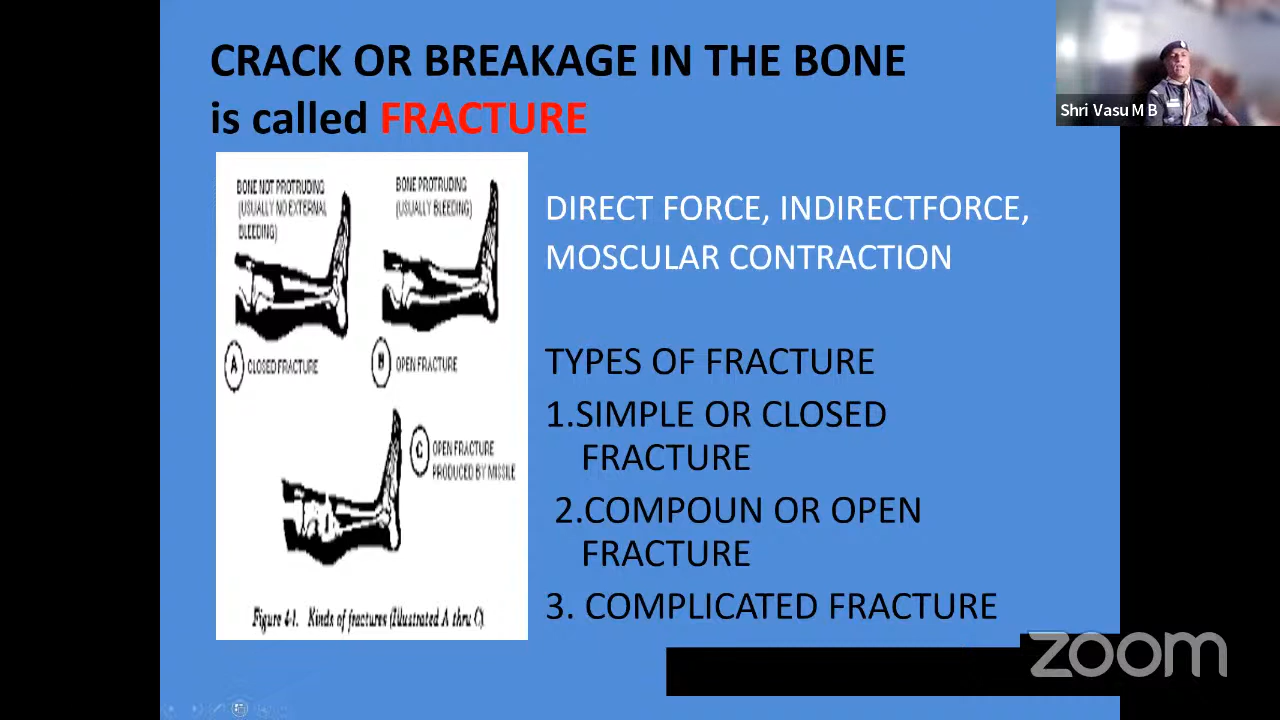 CRACK OR BREAKAGE IN THE BONE
is called FRACTURE
Shri Vasu M B
BONE NOT PROTRUDING
(USUALLY NO EXTERNAL
BLEEDING)
BONE PROTRUDING
(USUALLY BLEEDING)
A CLOSED FRACTURE
B OPEN FRACTURE
C OPEN FRACTURE
PRODUCED BY MISSILE
Figure 4-1. Kinds of fractures (Illustrated A thru C).
DIRECT FORCE, INDIRECTFORCE,
MOSCULAR CONTRACTION
TYPES OF FRACTURE
1.SIMPLE OR CLOSED
FRACTURE
2.COMPOUN OR OPEN
FRACTURE
3. COMPLICATED FRACTURE
zoom